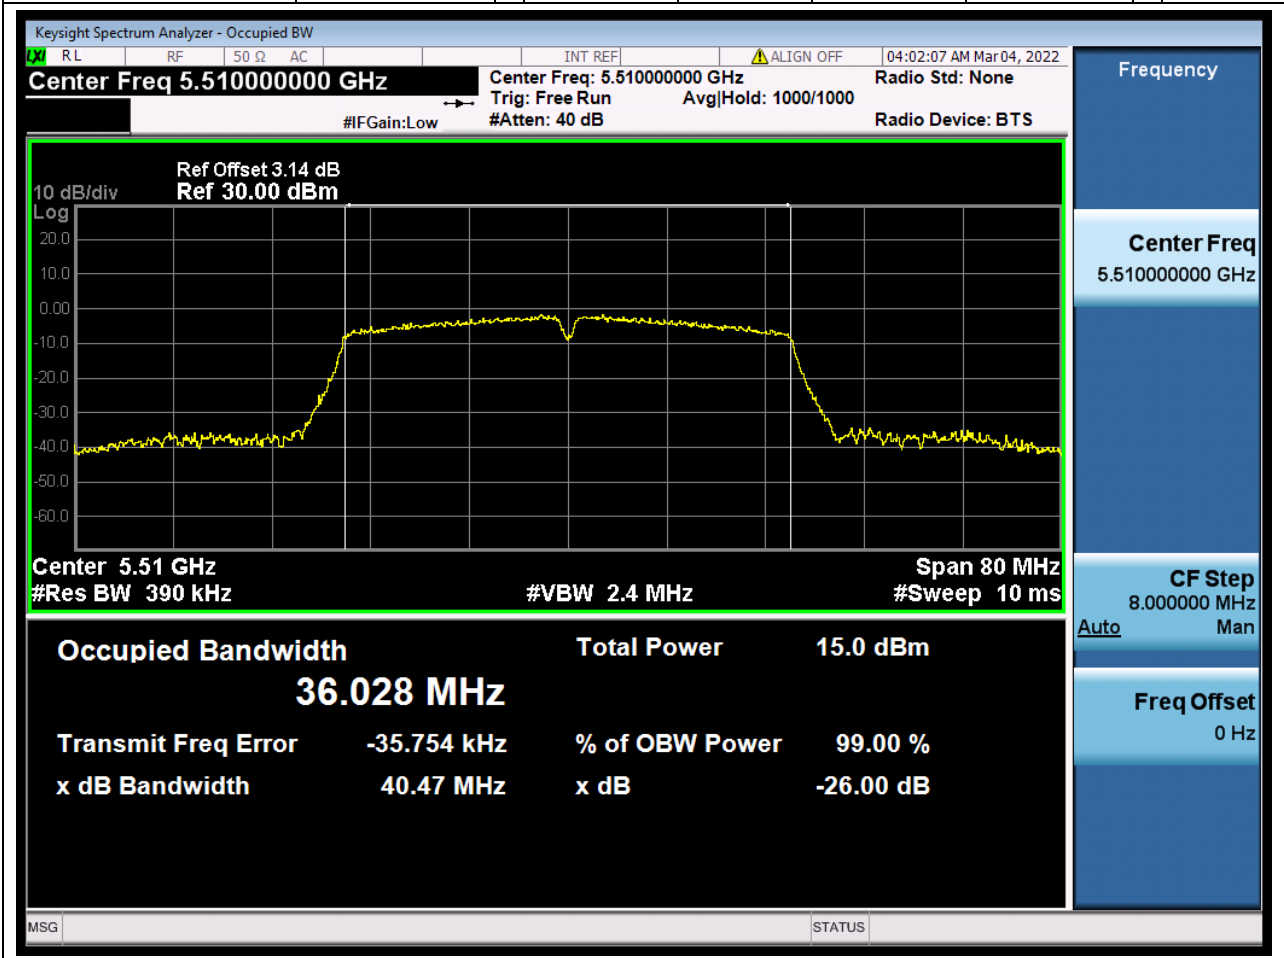 Keysight Spectrum Analyzer - Occupied BW
LXI RL RF 50 Ω AC INT REF ALIGN OFF 04:02:07 AM Mar 04, 2022
Center Freq 5.510000000 GHz
Center Freq: 5.510000000 GHz
Radio Std: None
Trig: Free Run
Avg|Hold: 1000/1000
#IFGain:Low
#Atten: 40 dB
Radio Device: BTS
Ref Offset 3.14 dB
10 dB/div Ref 30.00 dBm
Log
20.0
10.0
0.00
-10.0
-20.0
-30.0
-40.0
-50.0
-60.0
Center 5.51 GHz Span 80 MHz
#Res BW 390 kHz #VBW 2.4 MHz #Sweep 10 ms
Occupied Bandwidth Total Power 15.0 dBm
36.028 MHz
Transmit Freq Error -35.754 kHz % of OBW Power 99.00 %
x dB Bandwidth 40.47 MHz x dB -26.00 dB
Frequency
Center Freq
5.510000000 GHz
CF Step
8.000000 MHz
Auto Man
Freq Offset
0 Hz
MSG STATUS